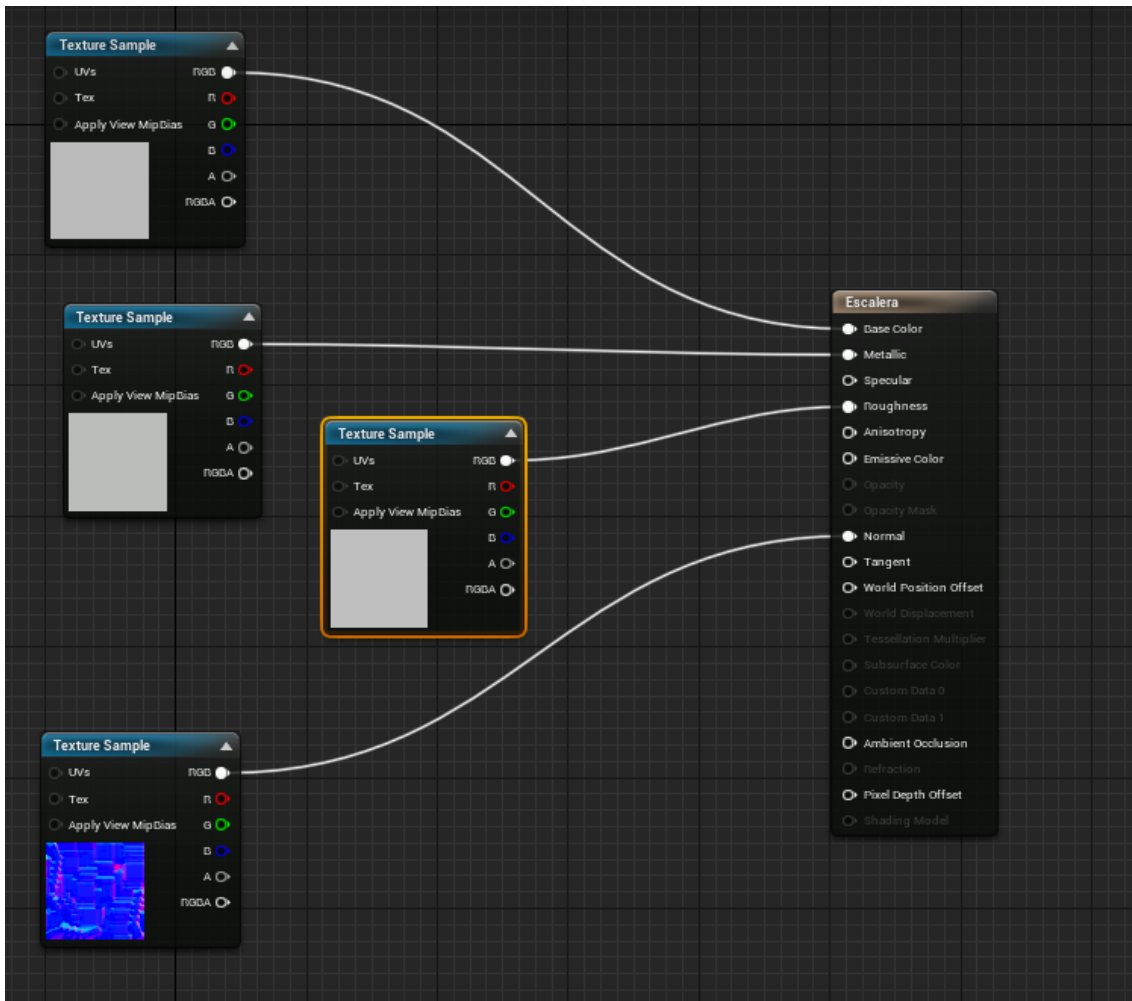 Texture Sample
UVs RGB
Tex R
Apply View MipBias G
B
A
RGBA
Texture Sample
UVs RGB
Tex R
Apply View MipBias G
B
A
RGBA
Texture Sample
UVs RGB
Tex R
Apply View MipBias G
B
A
RGBA
Texture Sample
UVs RGB
Tex R
Apply View MipBias G
B
A
RGBA
Escalera
Base Color
Metallic
Specular
Roughness
Anisotropy
Emissive Color
Opacity
Opacity Mask
Normal
Tangent
World Position Offset
World Displacement
Tessellation Multiplier
Subsurface Color
Custom Data 0
Custom Data 1
Ambient Occlusion
Refraction
Pixel Depth Offset
Shading Model